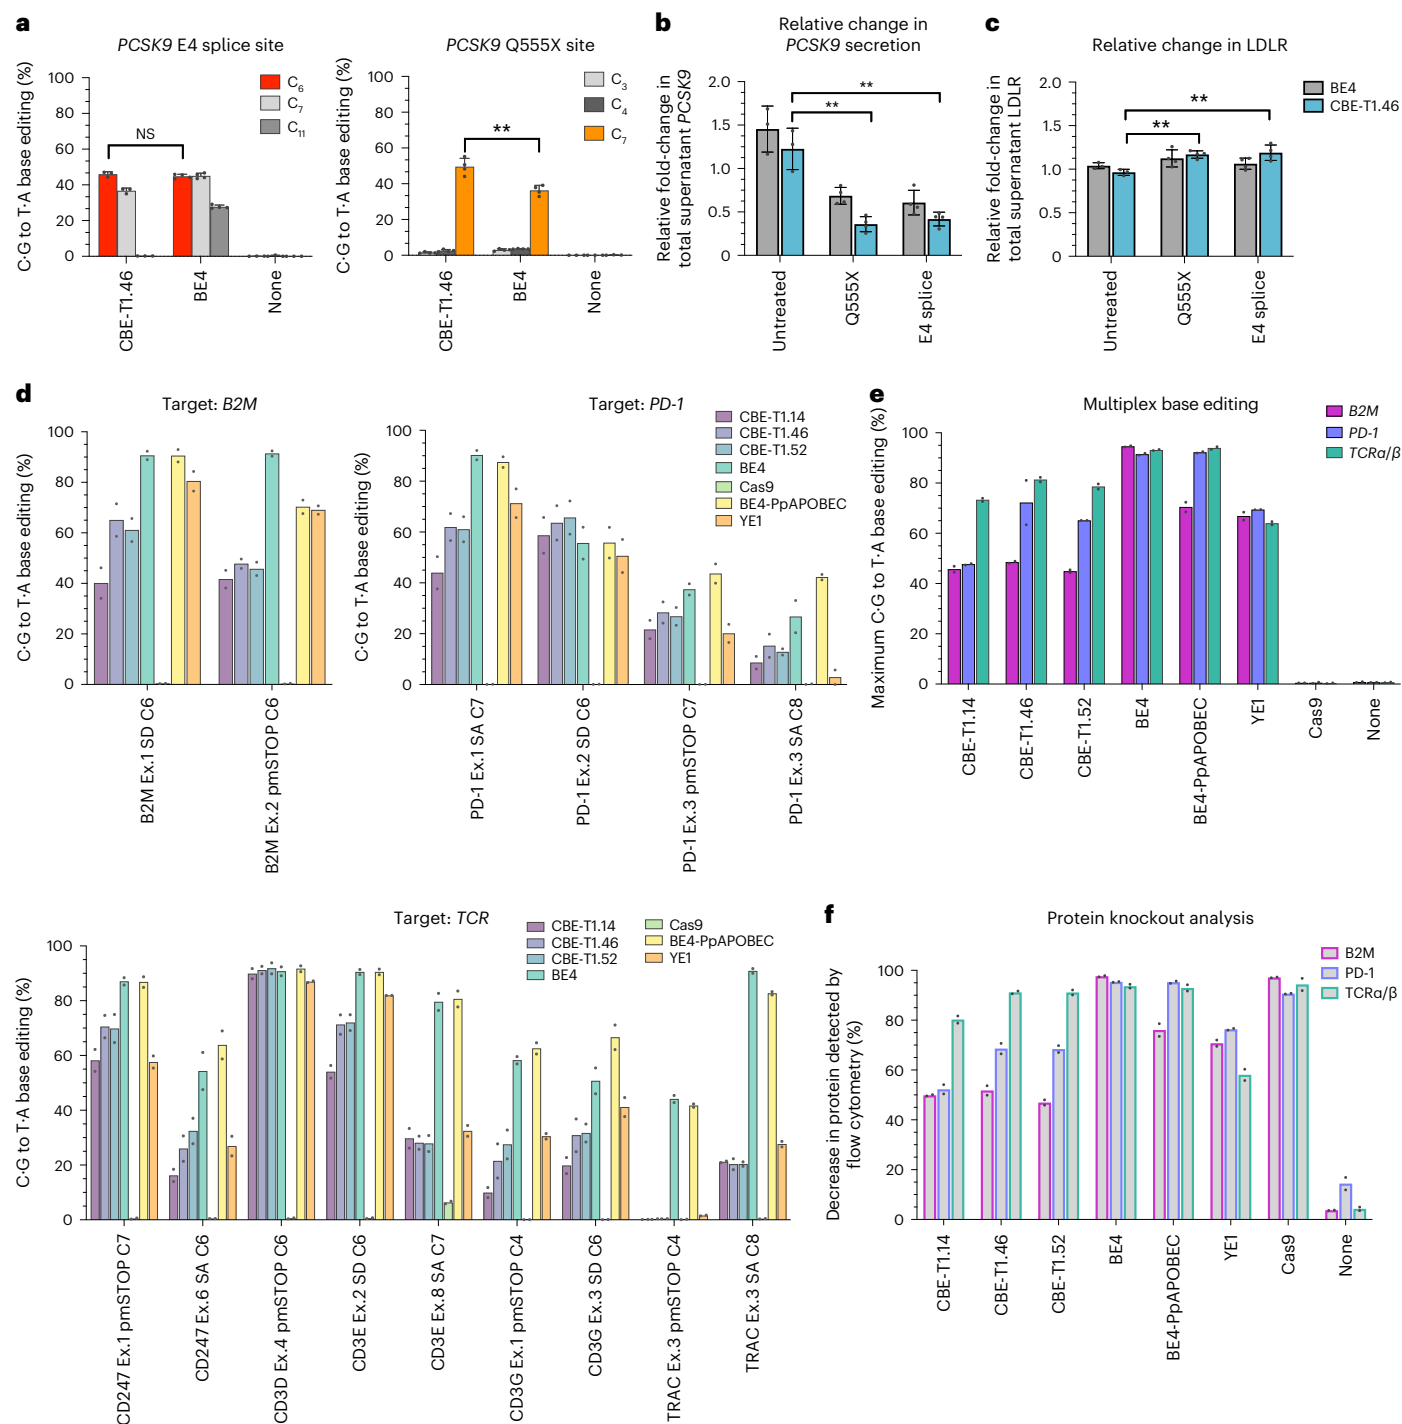 a
PCSK9 E4 splice site
C·G to T·A base editing (%)
100
80
60
40
20
0
NS
C6
C7
C11
CBE-T1.46
BE4
None
PCSK9 Q555X site
C·G to T·A base editing (%)
100
80
60
40
20
0
**
C3
C4
C7
CBE-T1.46
BE4
None
b
Relative change in
PCSK9 secretion
Relative fold-change in
total supernatant PCSK9
2.0
1.5
1.0
0.5
0
**
**
Untreated
Q555X
E4 splice
c
Relative change in LDLR
Relative fold-change in
total supernatant LDLR
2.0
1.5
1.0
0.5
0
**
**
BE4
CBE-T1.46
Untreated
Q555X
E4 splice
d
Target: B2M
C·G to T·A base editing (%)
100
80
60
40
20
0
B2M Ex.1 SD C6
B2M Ex.2 pmSTOP C6
Target: PD-1
C·G to T·A base editing (%)
100
80
60
40
20
0
CBE-T1.14
CBE-T1.46
CBE-T1.52
BE4
Cas9
BE4-PpAPOBEC
YE1
PD-1 Ex.1 SA C7
PD-1 Ex.2 SD C6
PD-1 Ex.3 pmSTOP C7
PD-1 Ex.3 SA C8
e
Multiplex base editing
Maximum C·G to T·A base editing (%)
100
80
60
40
20
0
B2M
PD-1
TCRα/β
CBE-T1.14
CBE-T1.46
CBE-T1.52
BE4
BE4-PpAPOBEC
YE1
Cas9
None
Target: TCR
C·G to T·A base editing (%)
100
80
60
40
20
0
CBE-T1.14
CBE-T1.46
CBE-T1.52
BE4
Cas9
BE4-PpAPOBEC
YE1
CD247 Ex.1 pmSTOP C7
CD247 Ex.6 SA C6
CD3D Ex.4 pmSTOP C6
CD3E Ex.2 SD C6
CD3E Ex.8 SA C7
CD3G Ex.1 pmSTOP C4
CD3G Ex.3 SD C6
TRAC Ex.3 pmSTOP C4
TRAC Ex.3 SA C8
f
Protein knockout analysis
Decrease in protein detected by
flow cytometry (%)
100
80
60
40
20
0
B2M
PD-1
TCRα/β
CBE-T1.14
CBE-T1.46
CBE-T1.52
BE4
BE4-PpAPOBEC
YE1
Cas9
None